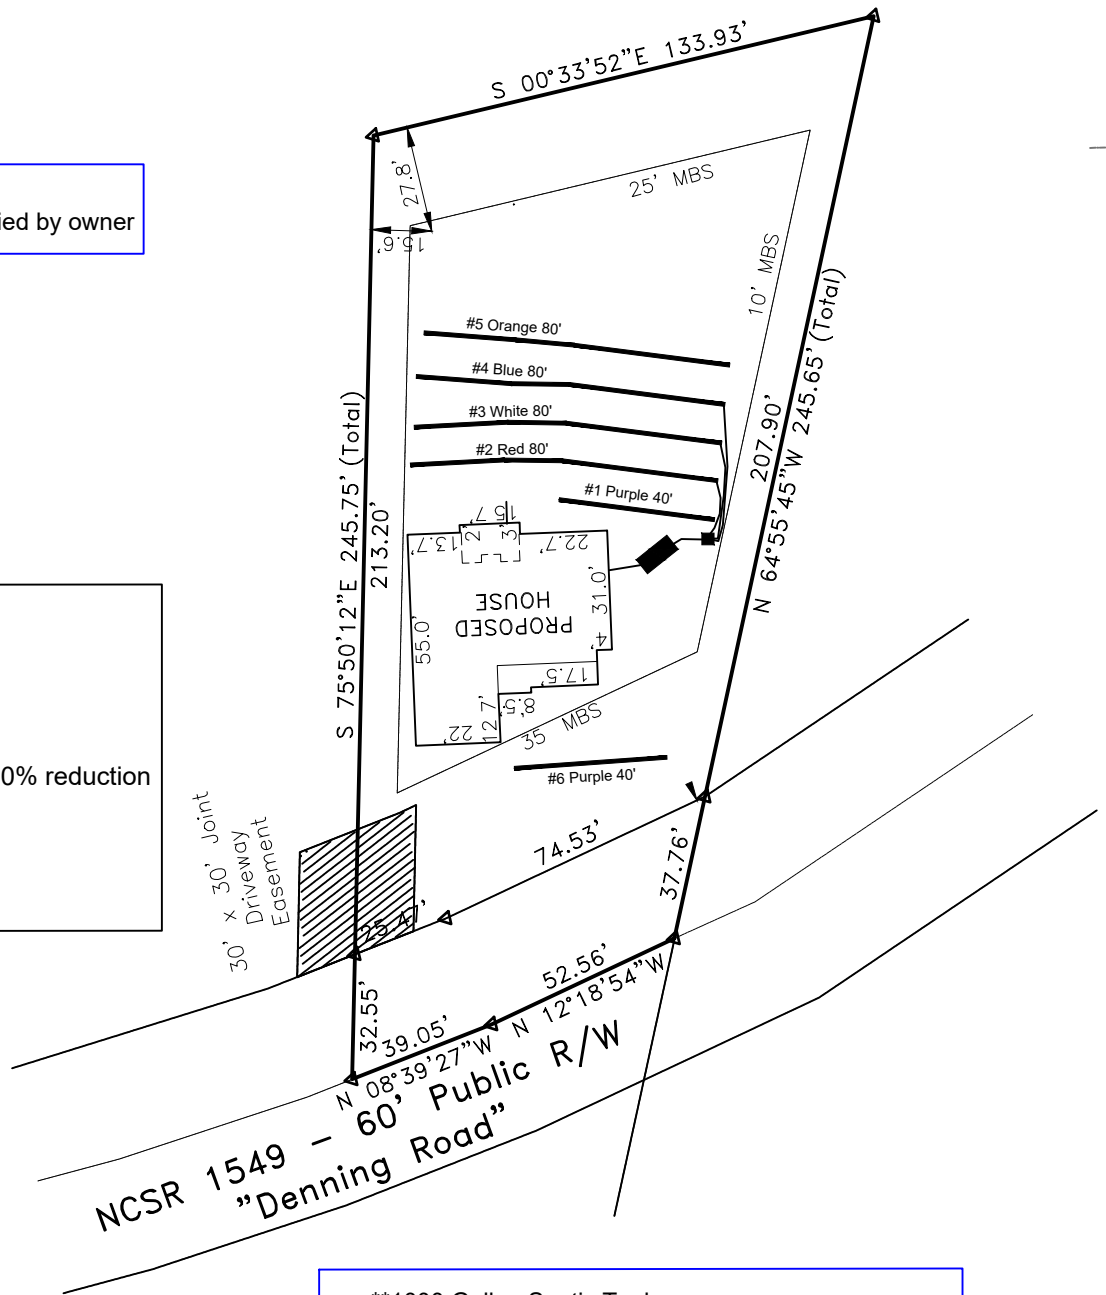 S 00°33'52"E 133.93'
ied by owner
27.8'
15.6'
25' MBS
10' MBS
#5 Orange 80'
#4 Blue 80'
#3 White 80'
#2 Red 80'
#1 Purple 40'
S 75°50'12"E 245.75' (Total)
213.20'
207.90'
N 64°55'45"W 245.65' (Total)
15.7'
13.7'
2'
3'
22.7'
PROPOSED
HOUSE
31.0'
55.0'
4'
17.5'
8.5'
12.7'
22'
35' MBS
#6 Purple 40'
0% reduction
30' x 30' Joint
Driveway
Easement
25.47'
74.53'
37.76'
32.55'
39.05'
N 08°39'27"W
52.56'
N 12°18'54"W
NCSR 1549 - 60' Public R/W
"Denning Road"